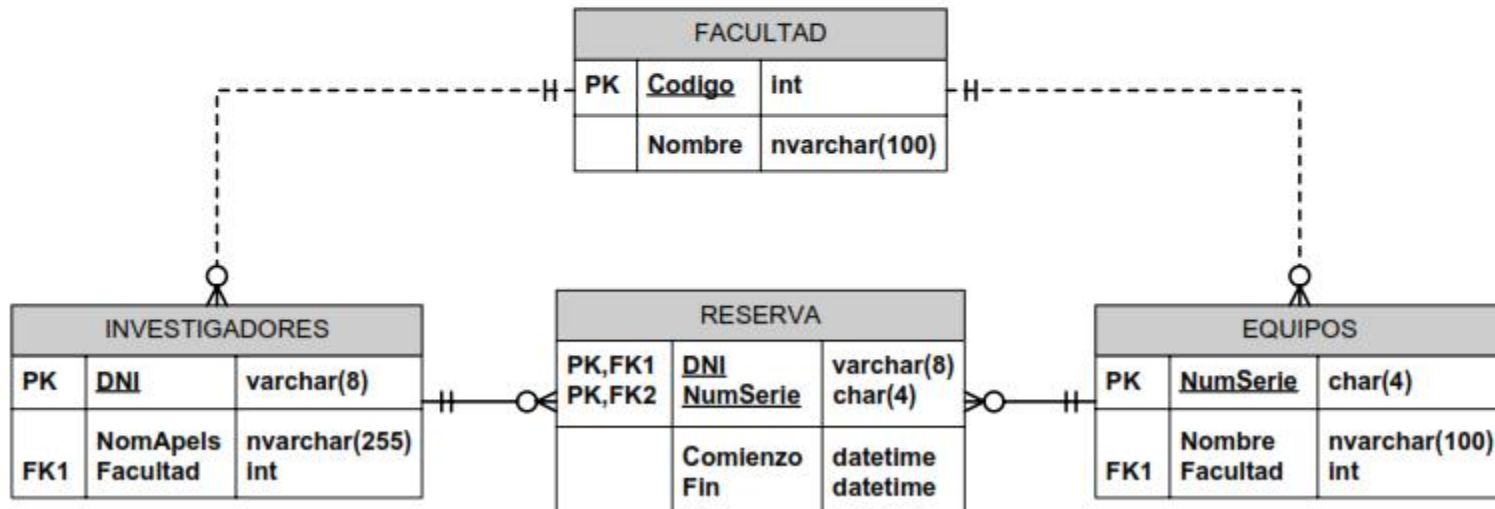 FACULTAD
PK Codigo int
Nombre nvarchar(100)
INVESTIGADORES
PK DNI varchar(8)
NomApels nvarchar(255)
FK1 Facultad int
RESERVA
PK,FK1 DNI varchar(8)
PK,FK2 NumSerie char(4)
Comienzo datetime
Fin datetime
EQUIPOS
PK NumSerie char(4)
Nombre nvarchar(100)
FK1 Facultad int